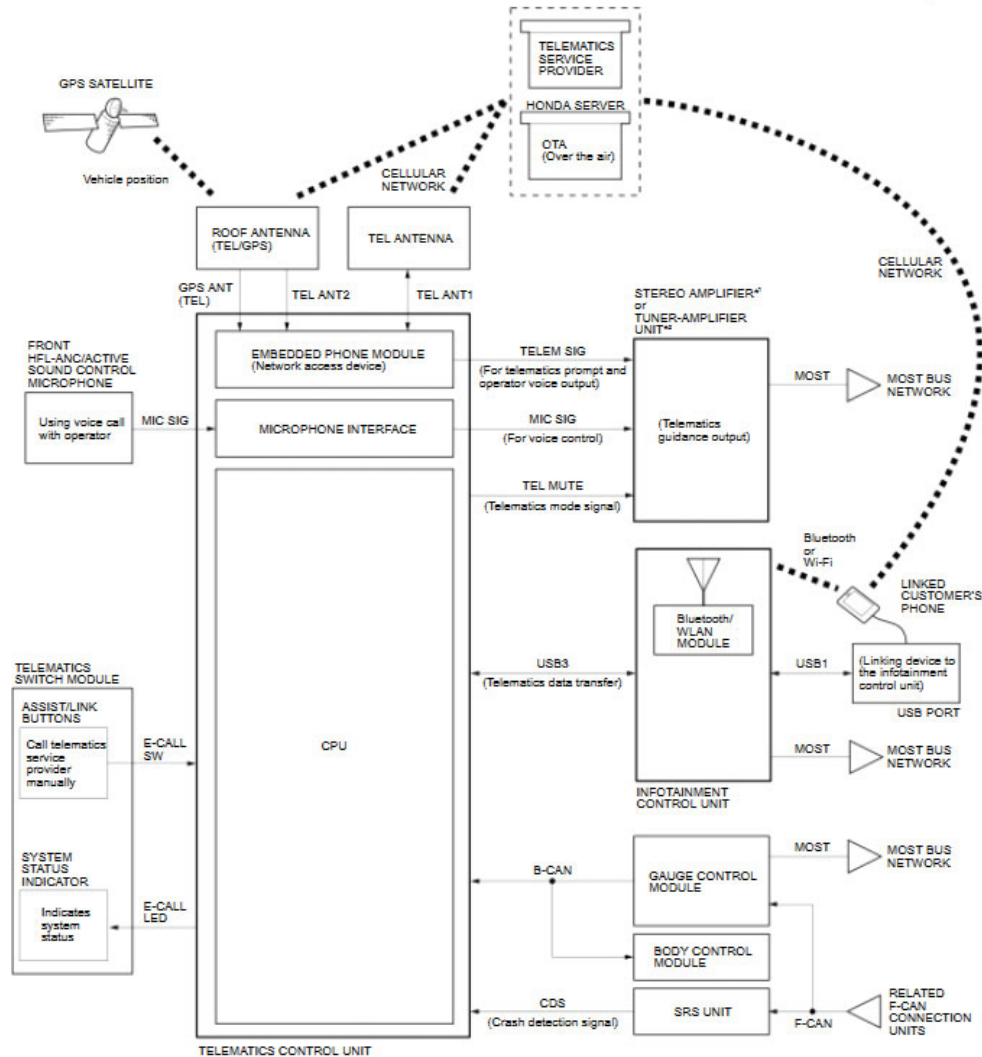 TELEMATICS
SERVICE
PROVIDER
GPS SATELLITE
HONDA SERVER
OTA
(Over the air)
Vehicle position
CELLULAR
NETWORK
ROOF ANTENNA
(TEL/GPS)
TEL ANTENNA
CELLULAR
NETWORK
GPS ANT
(TEL)
TEL ANT2
TEL ANT1
STEREO AMPLIFIER*1
or
TUNER-AMPLIFIER
UNIT*2
FRONT
HFL-ANC/ACTIVE
SOUND CONTROL
MICROPHONE
EMBEDDED PHONE MODULE
(Network access device)
TELEM SIG
(For telematics prompt and
operator voice output)
MOST
MOST BUS
NETWORK
Using voice call
with operator
MIC SIG
MICROPHONE INTERFACE
MIC SIG
(For voice control)
(Telematics
guidance output)
TEL MUTE
(Telematics mode signal)
Bluetooth
or
Wi-Fi
LINKED
CUSTOMER'S
PHONE
Bluetooth/
WLAN
MODULE
TELEMATICS
SWITCH MODULE
USB3
(Telematics data transfer)
USB1
(Linking device to
the infotainment
control unit)
USB PORT
ASSIST/LINK
BUTTONS
Call telematics
service
provider
manually
E-CALL
SW
CPU
MOST
MOST BUS
NETWORK
INFOTAINMENT
CONTROL UNIT
SYSTEM
STATUS
INDICATOR
Indicates
system
status
E-CALL
LED
B-CAN
GAUGE CONTROL
MODULE
MOST
MOST BUS
NETWORK
BODY CONTROL
MODULE
CDS
(Crash detection signal)
SRS UNIT
F-CAN
RELATED
F-CAN
CONNECTION
UNITS
TELEMATICS CONTROL UNIT